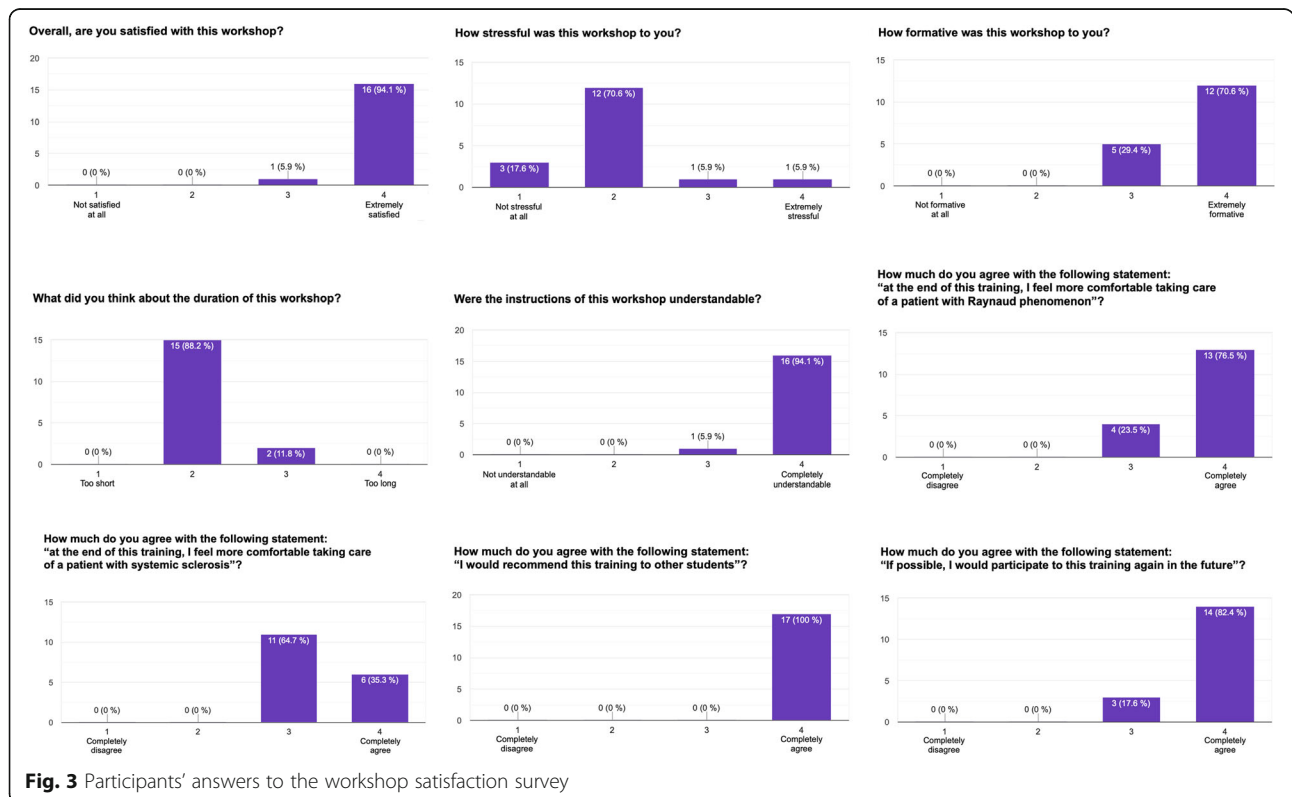 Overall, are you satisfied with this workshop?
20
15
10
5
0
0 (0 %)
0 (0 %)
1 (5.9 %)
16 (94.1 %)
1
2
3
4
Not satisfied
at all
Extremely
satisfied
How stressful was this workshop to you?
15
10
5
0
3 (17.6 %)
12 (70.6 %)
1 (5.9 %)
1 (5.9 %)
1
2
3
4
Not stressful
at all
Extremely
stressful
How formative was this workshop to you?
15
10
5
0
0 (0 %)
0 (0 %)
5 (29.4 %)
12 (70.6 %)
1
2
3
4
Not formative
at all
Extremely
formative
What did you think about the duration of this workshop?
15
10
5
0
0 (0 %)
15 (88.2 %)
2 (11.8 %)
0 (0 %)
1
2
3
4
Too short
Too long
Were the instructions of this workshop understandable?
20
15
10
5
0
0 (0 %)
0 (0 %)
1 (5.9 %)
16 (94.1 %)
1
2
3
4
Not understandable
at all
Completely
understandable
How much do you agree with the following statement:
“at the end of this training, I feel more comfortable taking care
of a patient with Raynaud phenomenon”?
15
10
5
0
0 (0 %)
0 (0 %)
4 (23.5 %)
13 (76.5 %)
1
2
3
4
Completely
disagree
Completely
agree
How much do you agree with the following statement:
“at the end of this training, I feel more comfortable taking care
of a patient with systemic sclerosis”?
15
10
5
0
0 (0 %)
0 (0 %)
11 (64.7 %)
6 (35.3 %)
1
2
3
4
Completely
disagree
Completely
agree
How much do you agree with the following statement:
“I would recommend this training to other students”?
20
15
10
5
0
0 (0 %)
0 (0 %)
0 (0 %)
17 (100 %)
1
2
3
4
Completely
disagree
Completely
agree
How much do you agree with the following statement:
“If possible, I would participate to this training again in the future”?
15
10
5
0
0 (0 %)
0 (0 %)
3 (17.6 %)
14 (82.4 %)
1
2
3
4
Completely
disagree
Completely
agree
Fig. 3 Participants’ answers to the workshop satisfaction survey